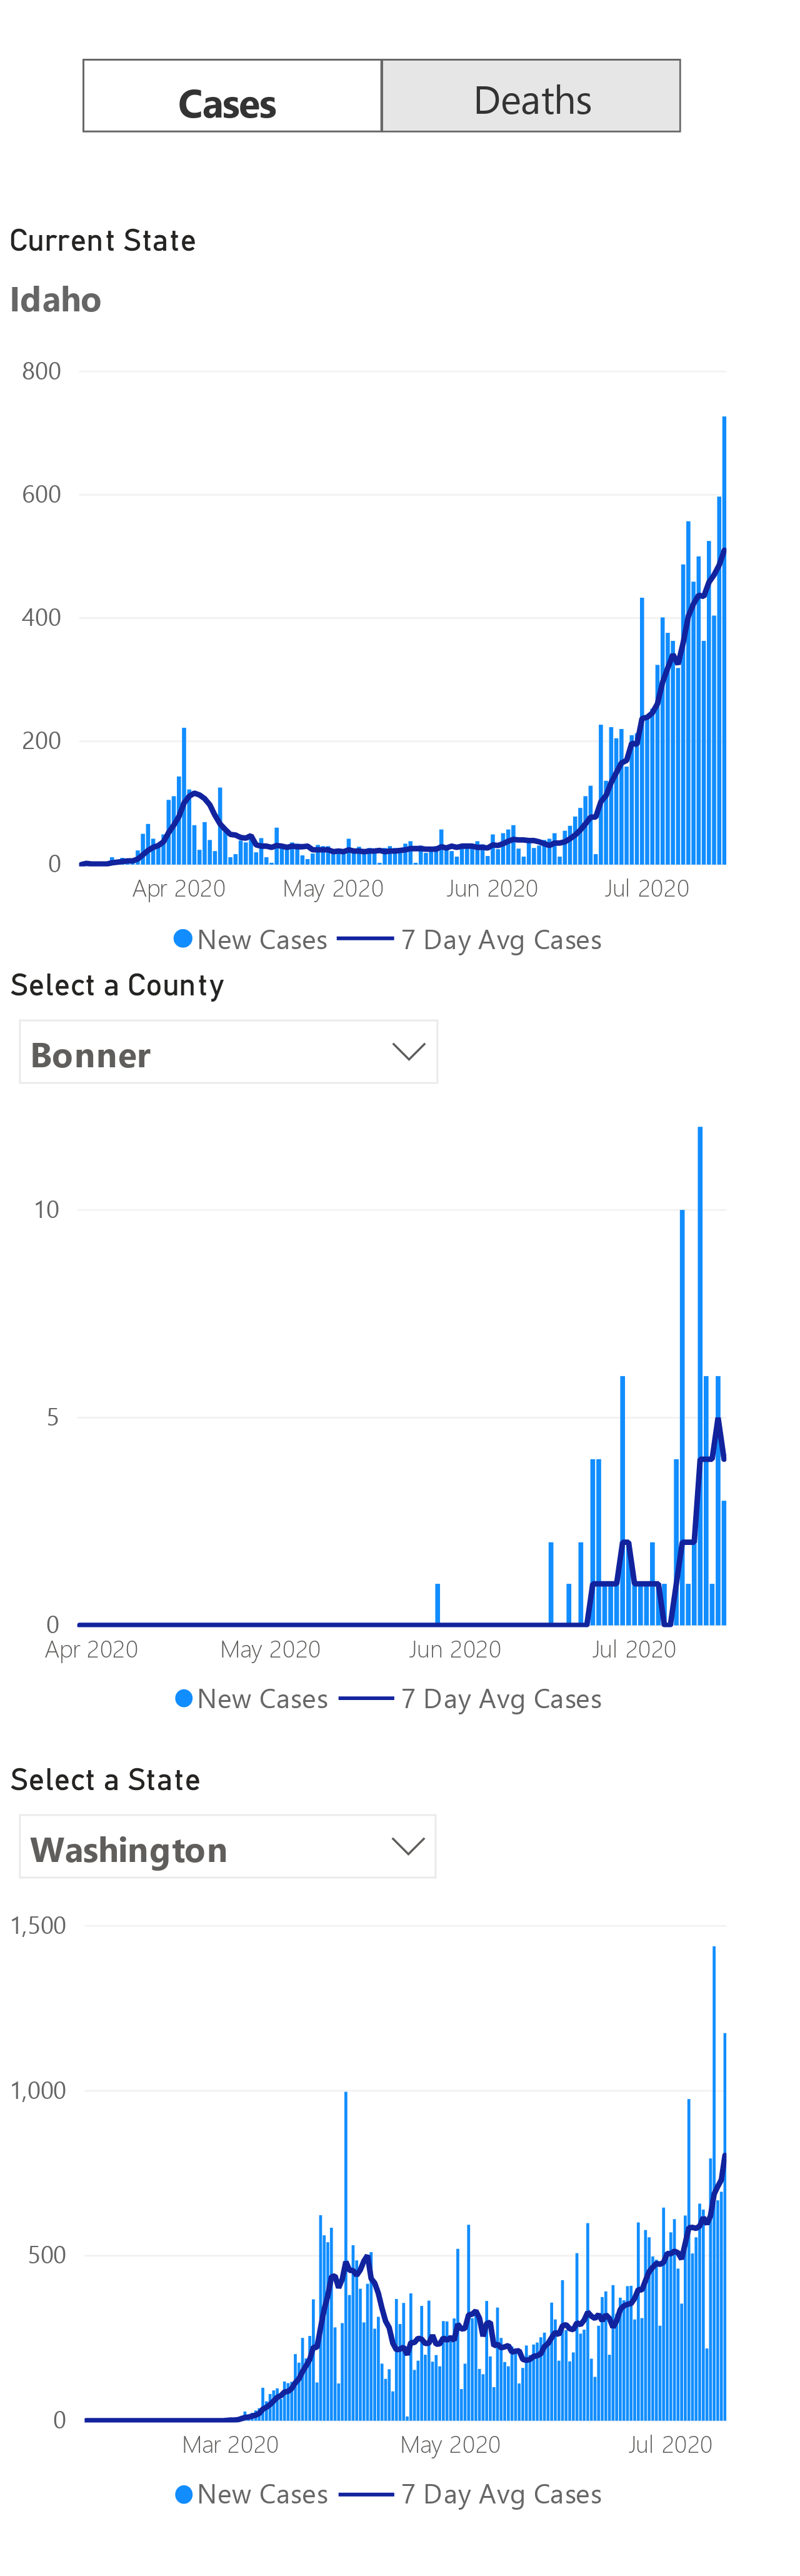 Cases Deaths
Current State
Idaho
800
600
400
200
0
Apr 2020 May 2020 Jun 2020 Jul 2020
New Cases 7 Day Avg Cases
Select a County
Bonner
10
5
0
Apr 2020 May 2020 Jun 2020 Jul 2020
New Cases 7 Day Avg Cases
Select a State
Washington
1,500
1,000
500
0
Mar 2020 May 2020 Jul 2020
New Cases 7 Day Avg Cases